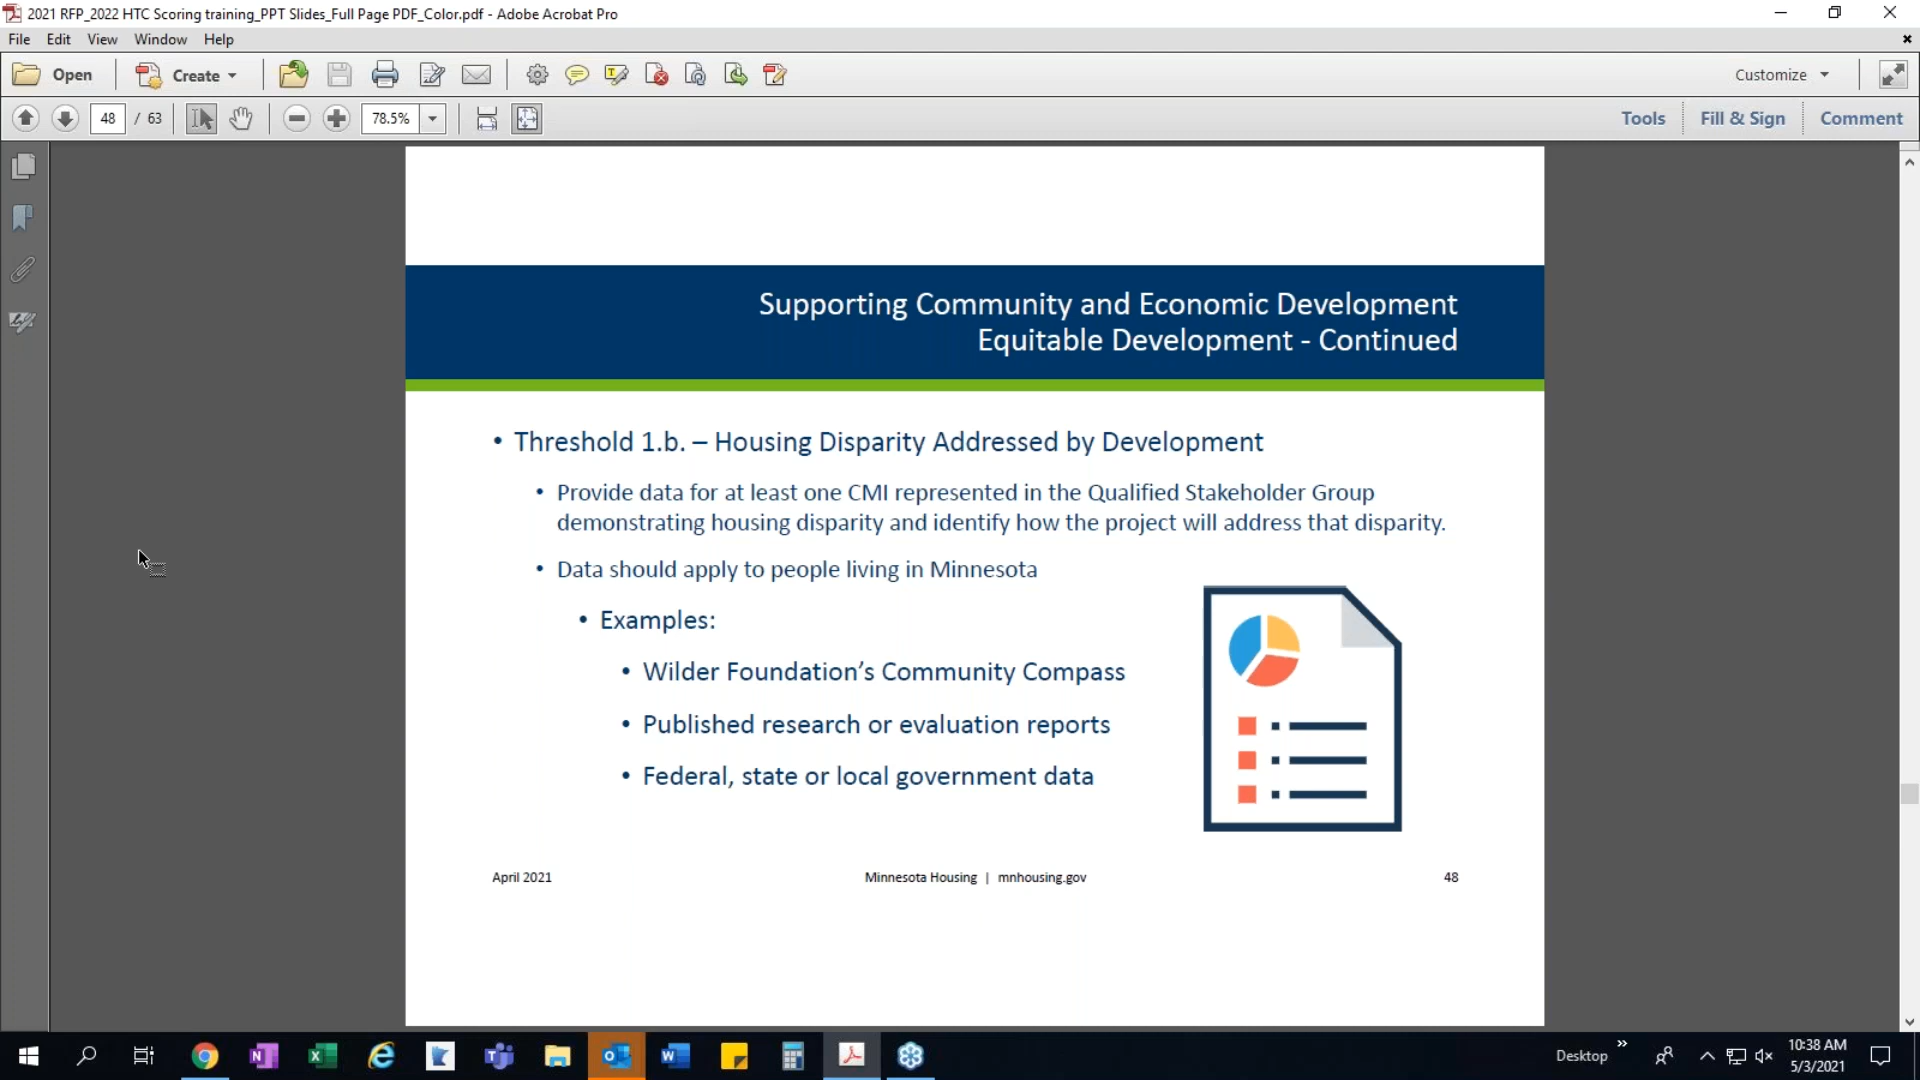 2021 RFP_2022 HTC Scoring training_PPT Slides_Full Page PDF_Color.pdf - Adobe Acrobat Pro
File Edit View Window Help
Open Create Customize
48 / 63 78.5% Tools Fill & Sign Comment
Supporting Community and Economic Development
Equitable Development - Continued
• Threshold 1.b. – Housing Disparity Addressed by Development
• Provide data for at least one CMI represented in the Qualified Stakeholder Group
demonstrating housing disparity and identify how the project will address that disparity.
• Data should apply to people living in Minnesota
• Examples:
• Wilder Foundation’s Community Compass
• Published research or evaluation reports
• Federal, state or local government data
April 2021 Minnesota Housing | mnhousing.gov 48
Desktop » 10:38 AM
5/3/2021